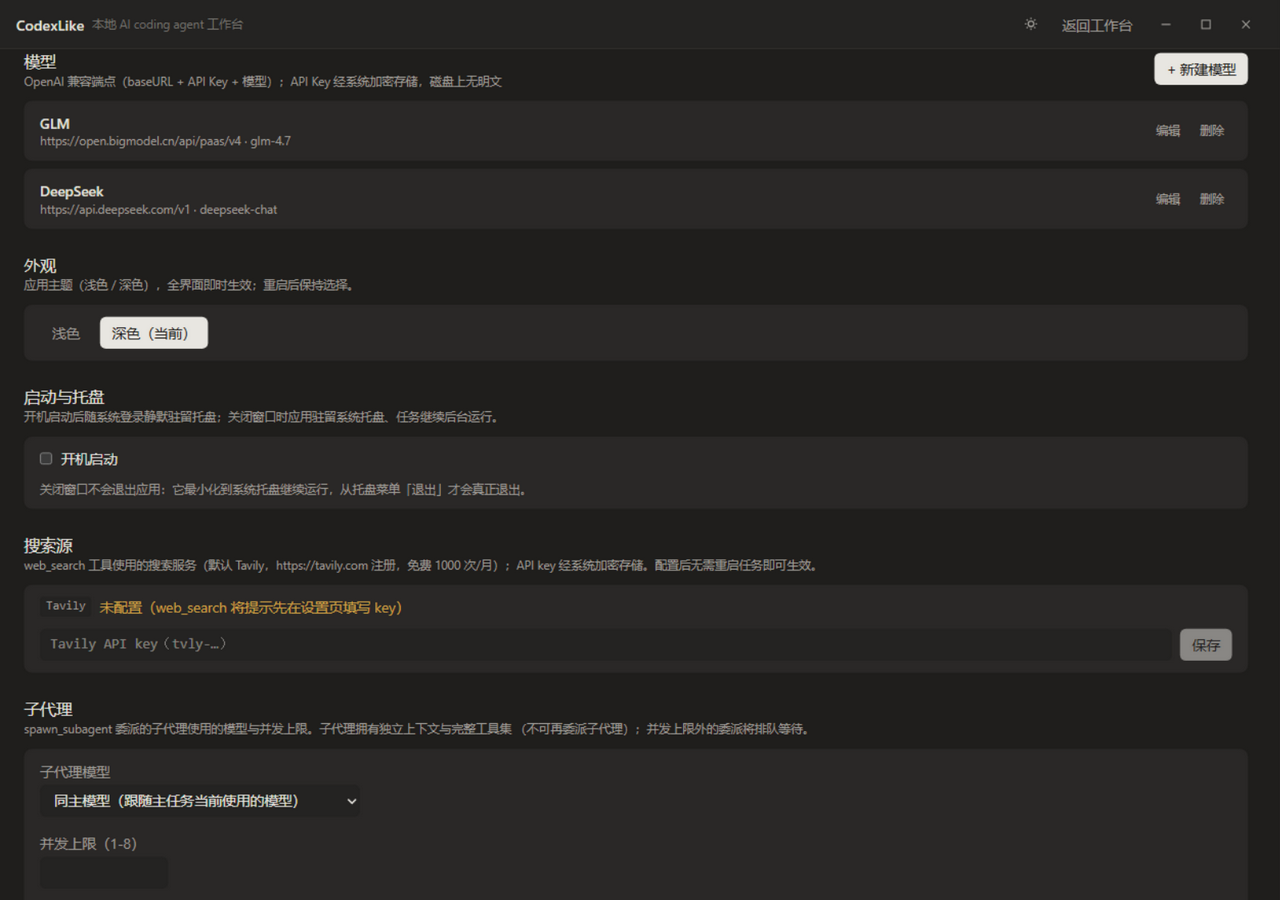 CodexLike 本地 AI coding agent 工作台 返回工作台
模型
OpenAI 兼容端点（baseURL + API Key + 模型）；API Key 经系统加密存储，磁盘上无明文
+ 新建模型
GLM
https://open.bigmodel.cn/api/paas/v4 · glm-4.7
编辑 删除
DeepSeek
https://api.deepseek.com/v1 · deepseek-chat
编辑 删除
外观
应用主题（浅色 / 深色），全界面即时生效；重启后保持选择。
浅色 深色（当前）
启动与托盘
开机启动后随系统登录静默驻留托盘；关闭窗口时应用驻留系统托盘、任务继续后台运行。
开机启动
关闭窗口不会退出应用：它最小化到系统托盘继续运行，从托盘菜单「退出」才会真正退出。
搜索源
web_search 工具使用的搜索服务（默认 Tavily，https://tavily.com 注册，免费 1000 次/月）；API key 经系统加密存储。配置后无需重启任务即可生效。
Tavily 未配置（web_search 将提示先在设置页填写 key）
Tavily API key（tvly-…）
保存
子代理
spawn_subagent 委派的子代理使用的模型与并发上限。子代理拥有独立上下文与完整工具集 （不可再委派子代理）；并发上限外的委派将排队等待。
子代理模型
同主模型（跟随主任务当前使用的模型）
并发上限（1-8）